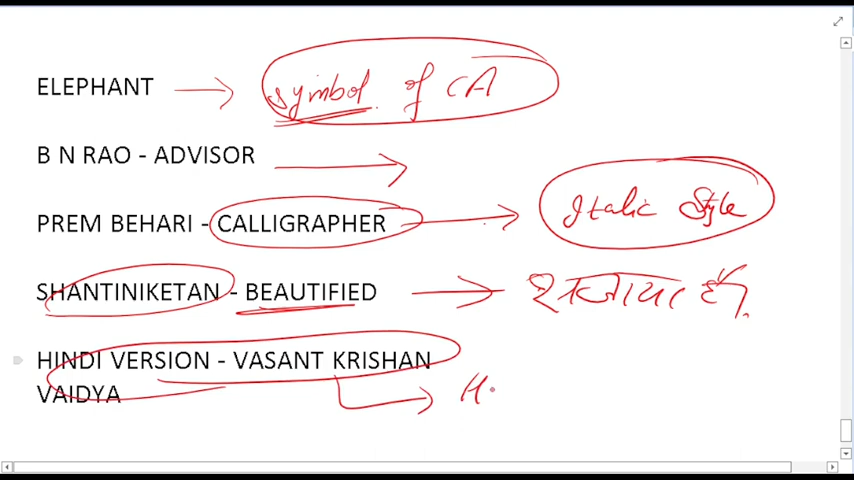 ELEPHANT symbol of CA
B N RAO - ADVISOR
PREM BEHARI - CALLIGRAPHER Italic Style
SHANTINIKETAN - BEAUTIFIED
HINDI VERSION - VASANT KRISHAN
VAIDYA H